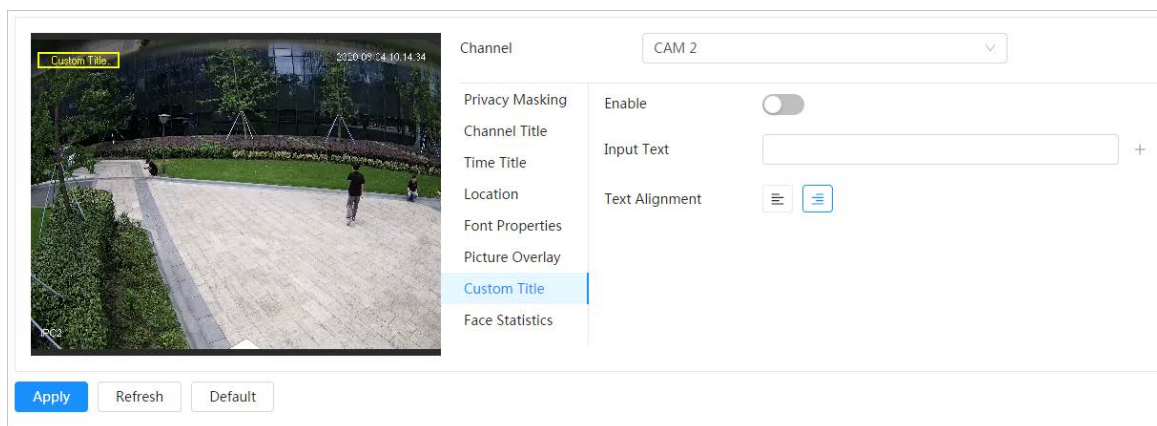 Custom Title
2020-09-04 10:14:34
IPC2
Channel
CAM 2
Privacy Masking
Channel Title
Time Title
Location
Font Properties
Picture Overlay
Custom Title
Face Statistics
Enable
Input Text
Text Alignment
Apply
Refresh
Default